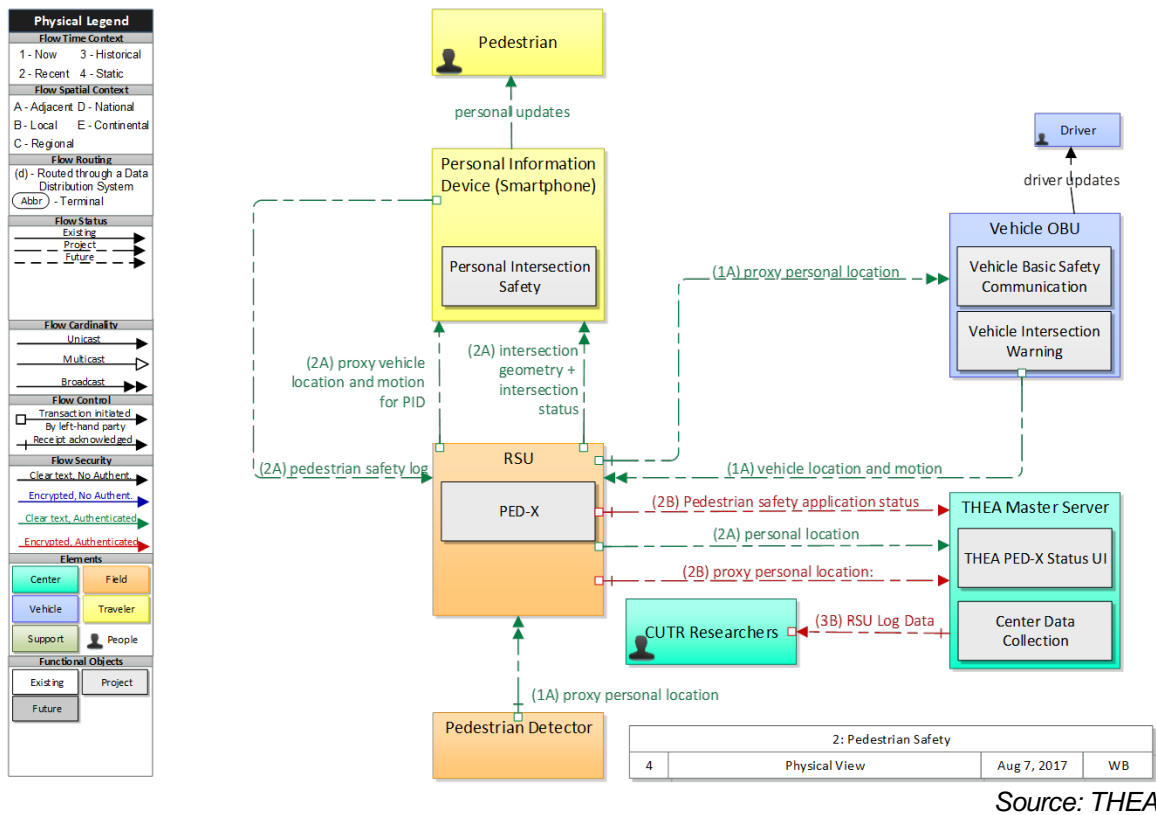 Physical Legend
Flow Time Context
1 - Now 3 - Historical
2 - Recent 4 - Static
Flow Spatial Context
A - Adjacent D - National
B - Local E - Continental
C - Regional
Flow Routing
(d) - Routed through a Data
Distribution System
Abbr - Terminal
Flow Status
Existing
Project
Future
Flow Cardinality
Unicast
Multicast
Broadcast
Flow Control
Transaction initiated
By left-hand party
Receipt acknowledged
Flow Security
Clear text, No Authent.
Encrypted, No Authent.
Clear text, Authenticated
Encrypted, Authenticated
Elements
Center Field
Vehicle Traveler
Support People
Functional Objects
Existing Project
Future
Pedestrian
personal updates
Personal Information
Device (Smartphone)
Personal Intersection
Safety
(2A) proxy vehicle
location and motion
for PID
(2A) intersection
geometry +
intersection
status
(2A) pedestrian safety log
RSU
PED-X
Driver
driver updates
Vehicle OBU
Vehicle Basic Safety
Communication
Vehicle Intersection
Warning
(1A) proxy personal location
(1A) vehicle location and motion
(2B) Pedestrian safety application status
(2A) personal location
(2B) proxy personal location:
THEA Master Server
THEA PED-X Status UI
Center Data
Collection
(3B) RSU Log Data
CUTR Researchers
(1A) proxy personal location
Pedestrian Detector
2: Pedestrian Safety
4 Physical View Aug 7, 2017 WB
Source: THEA